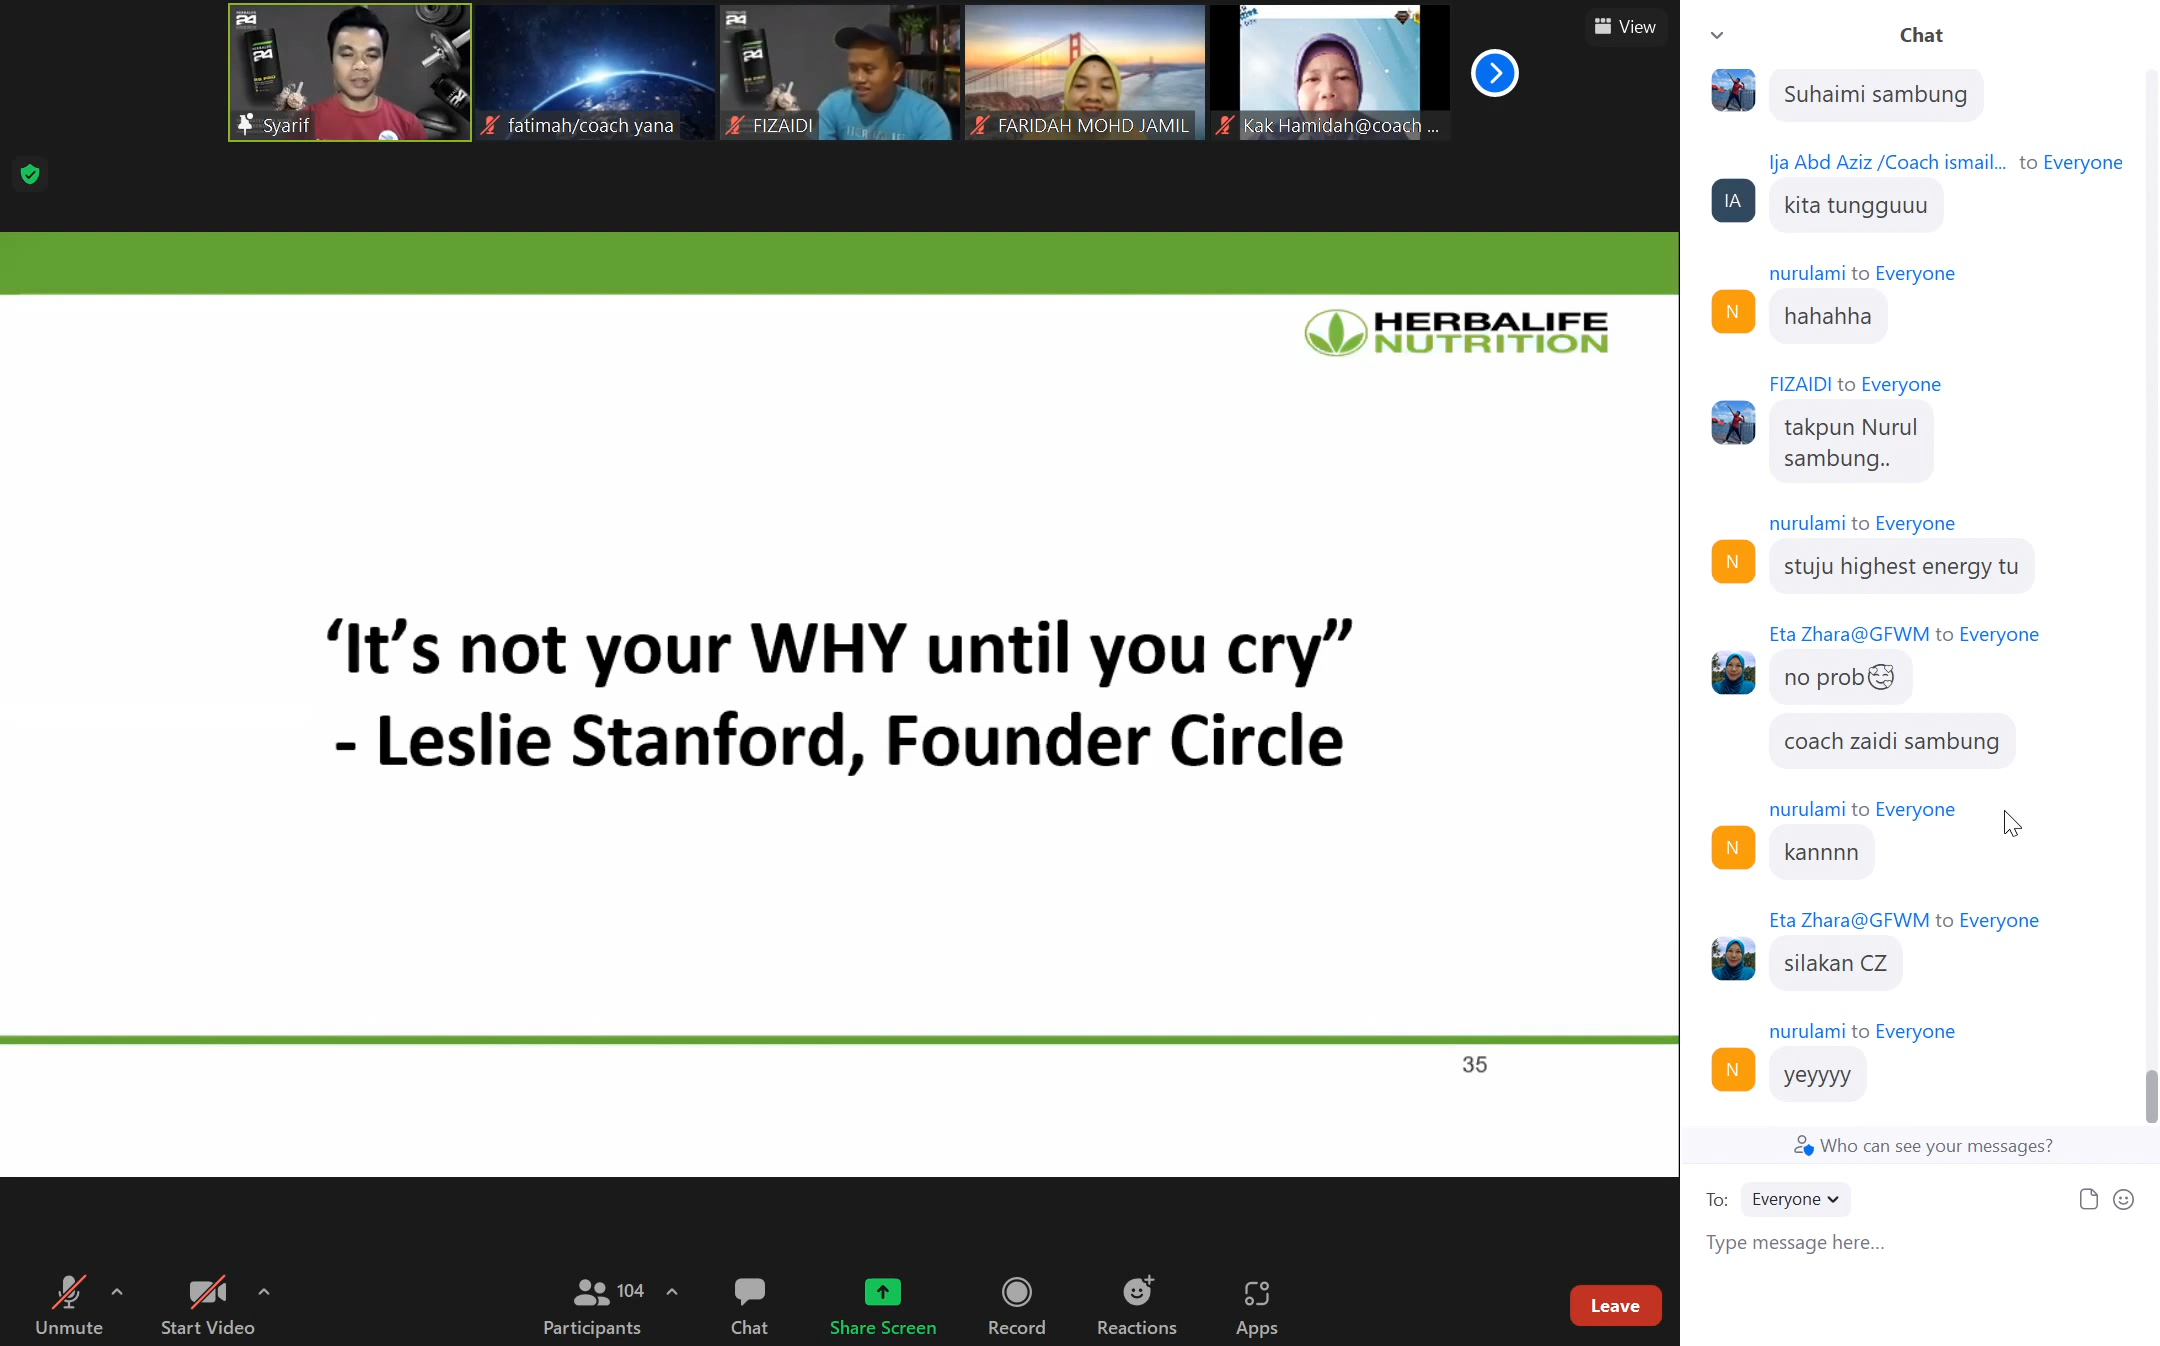 Syarif
fatimah/coach yana
FIZAIDI
FARIDAH MOHD JAMIL
Kak Hamidah@coach ...
View
HERBALIFE
NUTRITION
‘It’s not your WHY until you cry”
- Leslie Stanford, Founder Circle
35
Unmute
Start Video
104
Participants
Chat
Share Screen
Record
Reactions
Apps
Leave
Chat
Suhaimi sambung
Ija Abd Aziz /Coach ismail... to Everyone
IA
kita tungguuu
nurulami to Everyone
N
hahahha
FIZAIDI to Everyone
takpun Nurul
sambung..
nurulami to Everyone
N
stuju highest energy tu
Eta Zhara@GFWM to Everyone
no prob🥰
coach zaidi sambung
nurulami to Everyone
N
kannnn
Eta Zhara@GFWM to Everyone
silakan CZ
nurulami to Everyone
N
yeyyyy
Who can see your messages?
To: Everyone
Type message here...